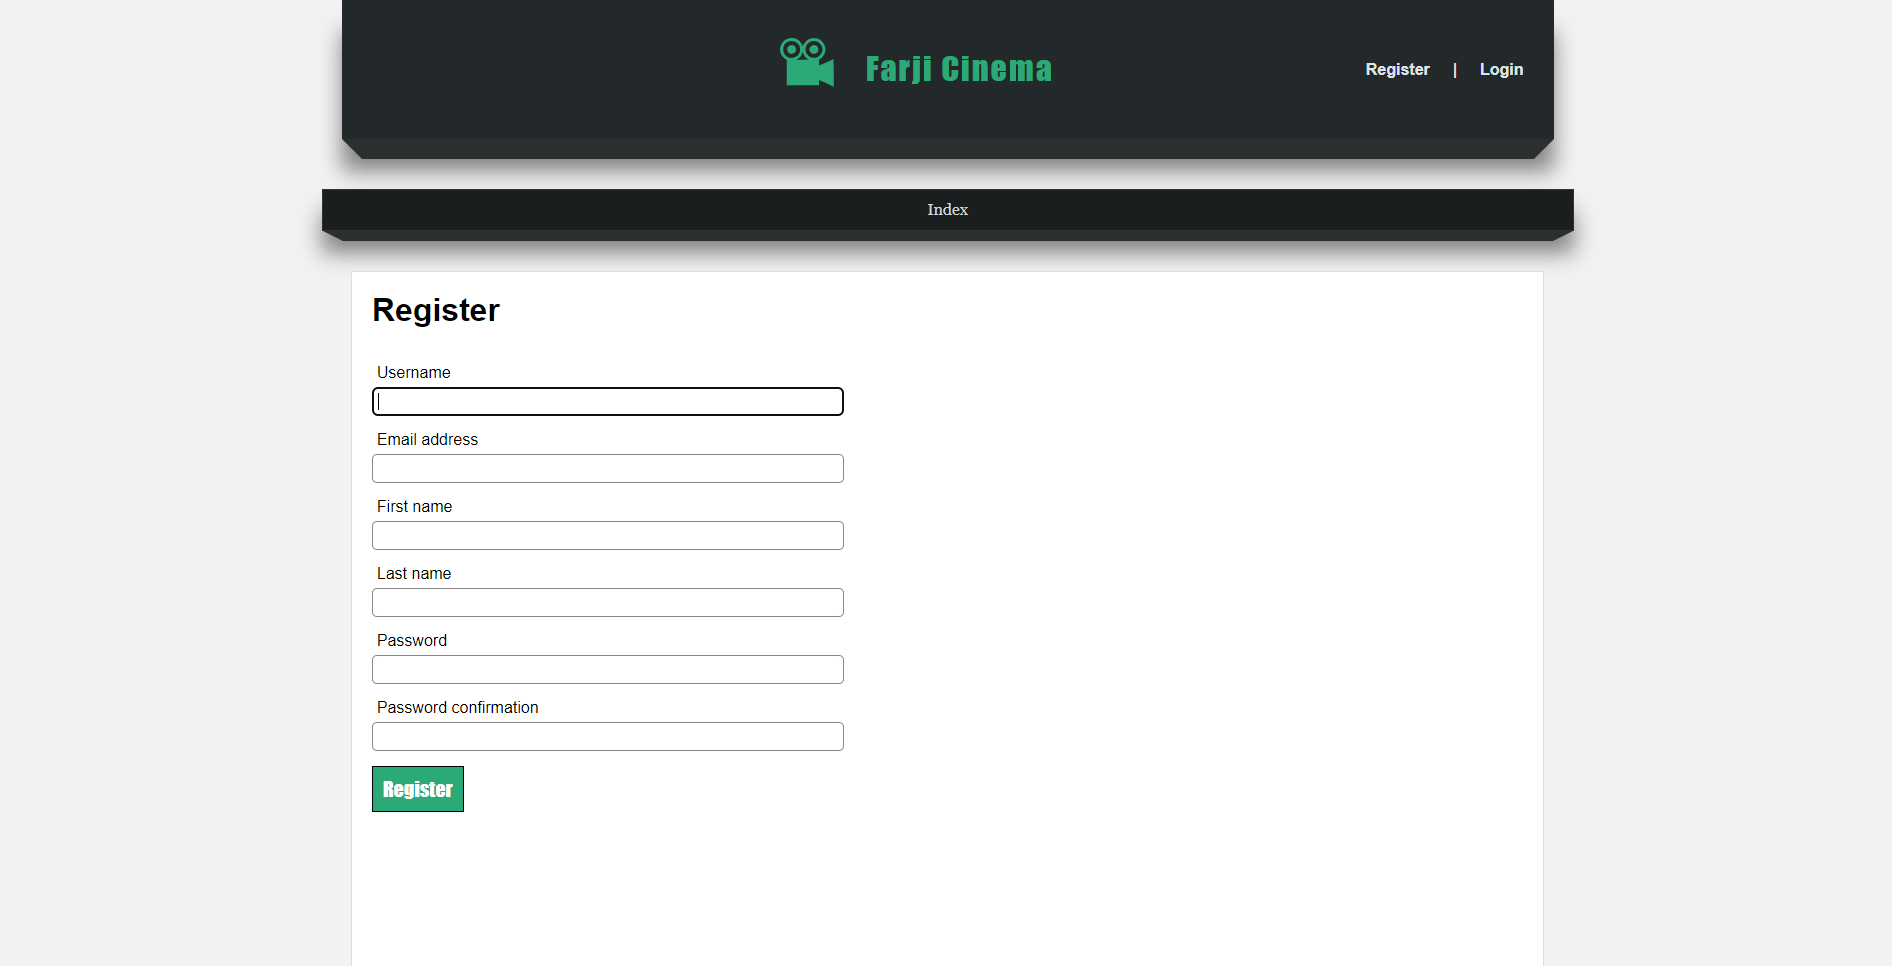 Farji Cinema
Register | Login
Index
Register
Username
Email address
First name
Last name
Password
Password confirmation
Register